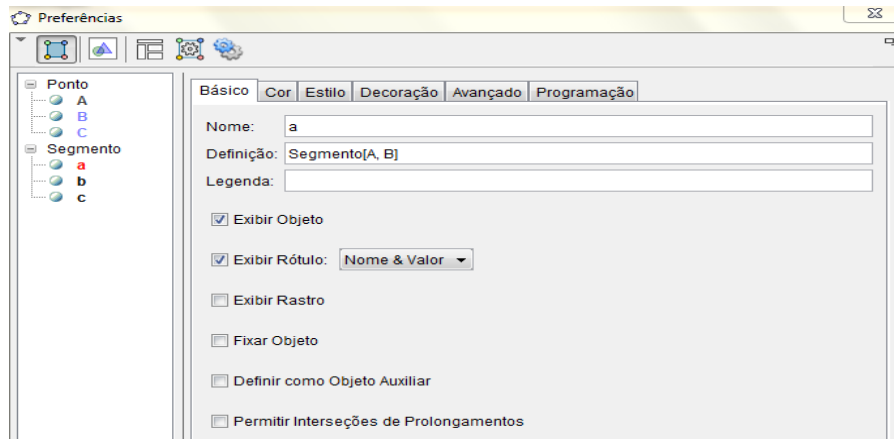 Preferências
Ponto
A
B
C
Segmento
a
b
c
Básico Cor Estilo Decoração Avançado Programação
Nome: a
Definição: Segmento[A, B]
Legenda:
Exibir Objeto
Exibir Rótulo: Nome & Valor
Exibir Rastro
Fixar Objeto
Definir como Objeto Auxiliar
Permitir Interseções de Prolongamentos